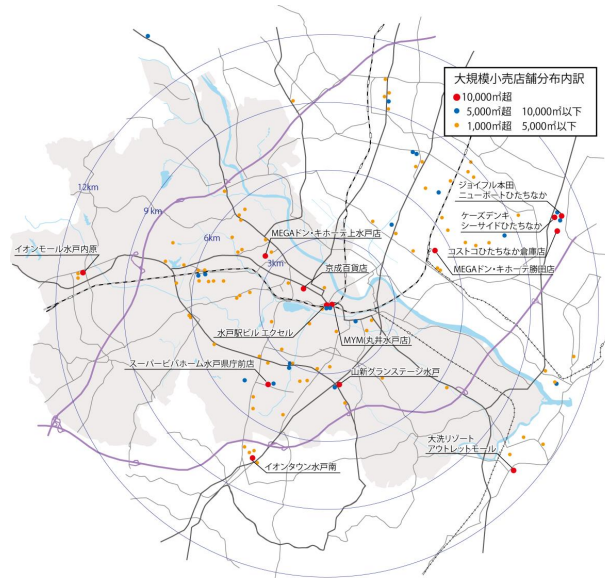 大規模小売店舗分布内訳
10,000㎡超
5,000㎡超 10,000㎡以下
1,000㎡超 5,000㎡以下
12km
9 km
6km
3km
ジョイフル本田
ニューポートひたちなか
ケーズデンキ
シーサイドひたちなか
コストコひたちなか倉庫店
MEGAドン・キホーテ勝田店
MEGAドン・キホーテ上水戸店
イオンモール水戸内原
京成百貨店
水戸駅ビル エクセル
MYM(丸井水戸店)
スーパービバホーム水戸県庁前店
山新グランステージ水戸
大洗リゾート
アウトレットモール
イオンタウン水戸南